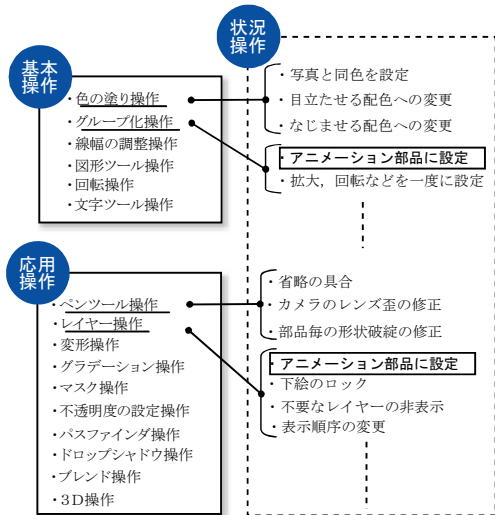 状況
操作
基本
操作
・色の塗り操作
・グループ化操作
・線幅の調整操作
・図形ツール操作
・回転操作
・文字ツール操作
・写真と同色を設定
・目立たせる配色への変更
・なじませる配色への変更
・アニメーション部品に設定
・拡大，回転などを一度に設定
応用
操作
・ペンツール操作
・レイヤー操作
・変形操作
・グラデーション操作
・マスク操作
・不透明度の設定操作
・パスファインダ操作
・ドロップシャドウ操作
・ブレンド操作
・３Ｄ操作
・省略の具合
・カメラのレンズ歪の修正
・部品毎の形状破綻の修正
・アニメーション部品に設定
・下絵のロック
・不要なレイヤーの非表示
・表示順序の変更